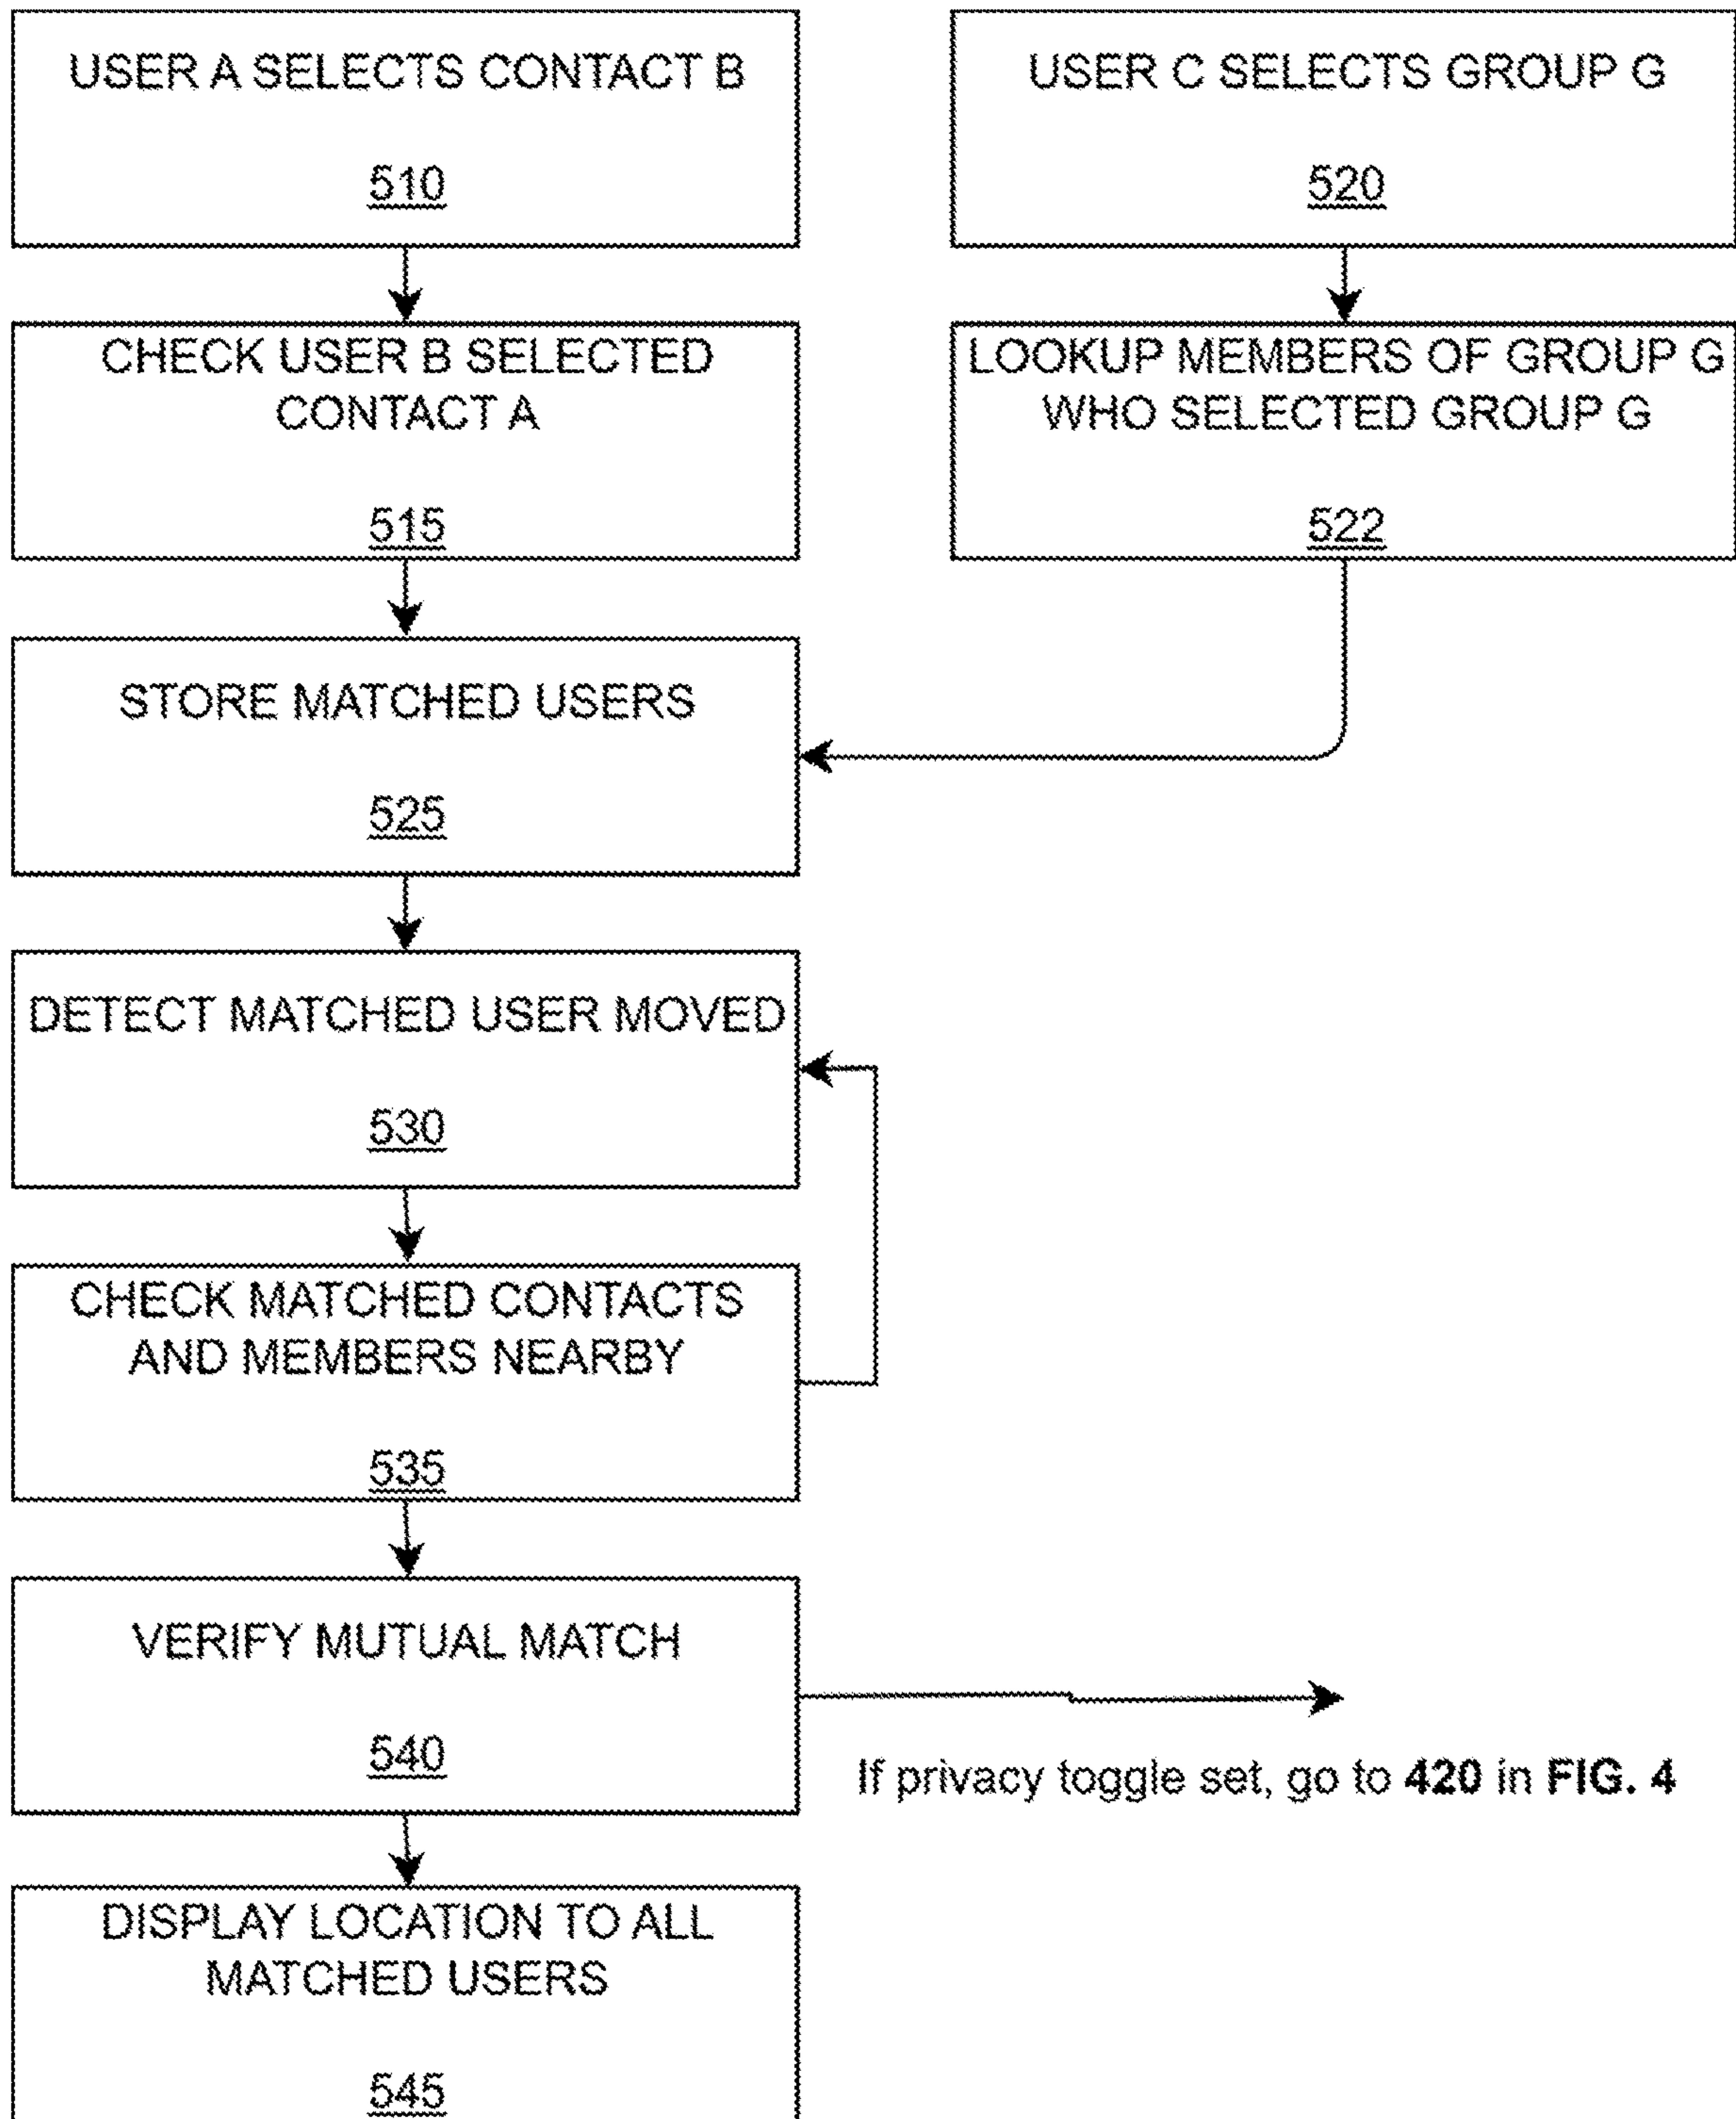 USER A SELECTS CONTACT B
510
USER C SELECTS GROUP G
520
CHECK USER B SELECTED
CONTACT A
515
LOOKUP MEMBERS OF GROUP G
WHO SELECTED GROUP G
522
STORE MATCHED USERS
525
DETECT MATCHED USER MOVED
530
CHECK MATCHED CONTACTS
AND MEMBERS NEARBY
535
VERIFY MUTUAL MATCH
540
If privacy toggle set, go to 420 in FIG. 4
DISPLAY LOCATION TO ALL
MATCHED USERS
545